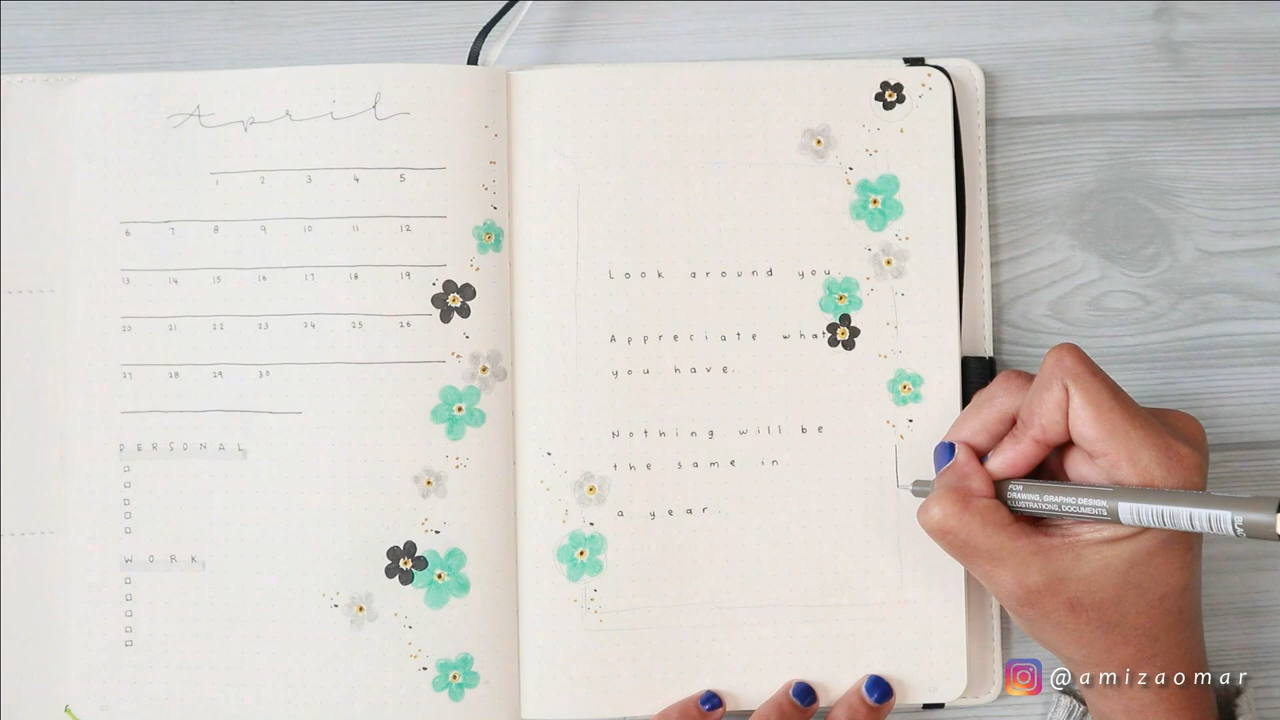 April
1 2 3 4 5
6 7 8 9 10 11 12
13 14 15 16 17 18 19
20 21 22 23 24 25 26
27 28 29 30
PERSONAL
WORK
Look around you.
Appreciate what
you have.
Nothing will be
the same in
a year.
FOR
DRAWING, GRAPHIC DESIGN,
ILLUSTRATIONS, DOCUMENTS
@amizaomar